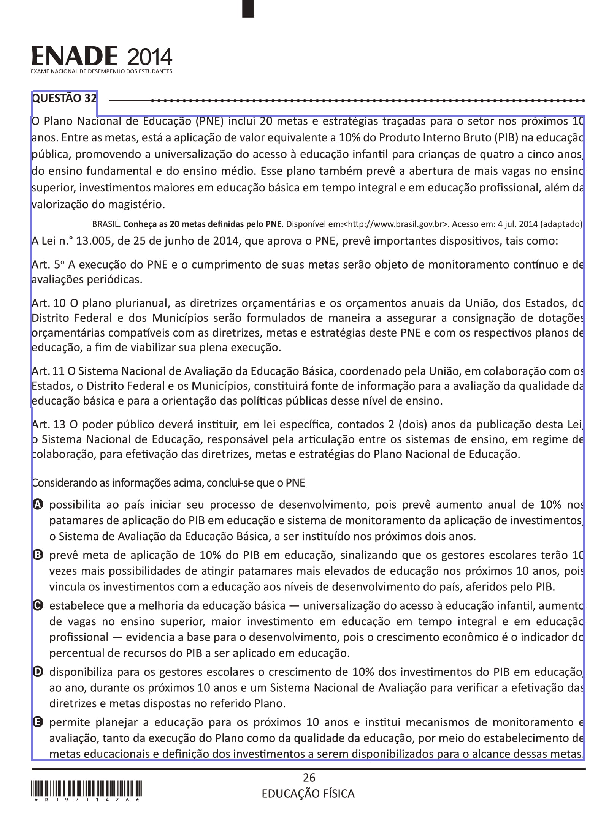 ENADE 2014
EXAME NACIONAL DE DESEMPENHO DOS ESTUDANTES
QUESTÃO 32
O Plano Nacional de Educação (PNE) inclui 20 metas e estratégias traçadas para o setor nos próximos 10
anos. Entre as metas, está a aplicação de valor equivalente a 10% do Produto Interno Bruto (PIB) na educação
pública, promovendo a universalização do acesso à educação infantil para crianças de quatro a cinco anos,
do ensino fundamental e do ensino médio. Esse plano também prevê a abertura de mais vagas no ensino
superior, investimentos maiores em educação básica em tempo integral e em educação profissional, além da
valorização do magistério.
BRASIL. Conheça as 20 metas definidas pelo PNE. Disponível em:<http://www.brasil.gov.br>. Acesso em: 4 jul. 2014 (adaptado)
A Lei n.° 13.005, de 25 de junho de 2014, que aprova o PNE, prevê importantes dispositivos, tais como:
Art. 5º A execução do PNE e o cumprimento de suas metas serão objeto de monitoramento contínuo e de
avaliações periódicas.
Art. 10 O plano plurianual, as diretrizes orçamentárias e os orçamentos anuais da União, dos Estados, do
Distrito Federal e dos Municípios serão formulados de maneira a assegurar a consignação de dotações
orçamentárias compatíveis com as diretrizes, metas e estratégias deste PNE e com os respectivos planos de
educação, a fim de viabilizar sua plena execução.
Art. 11 O Sistema Nacional de Avaliação da Educação Básica, coordenado pela União, em colaboração com os
Estados, o Distrito Federal e os Municípios, constituirá fonte de informação para a avaliação da qualidade da
educação básica e para a orientação das políticas públicas desse nível de ensino.
Art. 13 O poder público deverá instituir, em lei específica, contados 2 (dois) anos da publicação desta Lei,
o Sistema Nacional de Educação, responsável pela articulação entre os sistemas de ensino, em regime de
colaboração, para efetivação das diretrizes, metas e estratégias do Plano Nacional de Educação.
Considerando as informações acima, conclui-se que o PNE
A possibilita ao país iniciar seu processo de desenvolvimento, pois prevê aumento anual de 10% nos
patamares de aplicação do PIB em educação e sistema de monitoramento da aplicação de investimentos,
o Sistema de Avaliação da Educação Básica, a ser instituído nos próximos dois anos.
B prevê meta de aplicação de 10% do PIB em educação, sinalizando que os gestores escolares terão 10
vezes mais possibilidades de atingir patamares mais elevados de educação nos próximos 10 anos, pois
vincula os investimentos com a educação aos níveis de desenvolvimento do país, aferidos pelo PIB.
C estabelece que a melhoria da educação básica — universalização do acesso à educação infantil, aumento
de vagas no ensino superior, maior investimento em educação em tempo integral e em educação
profissional — evidencia a base para o desenvolvimento, pois o crescimento econômico é o indicador do
percentual de recursos do PIB a ser aplicado em educação.
D disponibiliza para os gestores escolares o crescimento de 10% dos investimentos do PIB em educação,
ao ano, durante os próximos 10 anos e um Sistema Nacional de Avaliação para verificar a efetivação das
diretrizes e metas dispostas no referido Plano.
E permite planejar a educação para os próximos 10 anos e institui mecanismos de monitoramento e
avaliação, tanto da execução do Plano como da qualidade da educação, por meio do estabelecimento de
metas educacionais e definição dos investimentos a serem disponibilizados para o alcance dessas metas.
26
EDUCAÇÃO FÍSICA